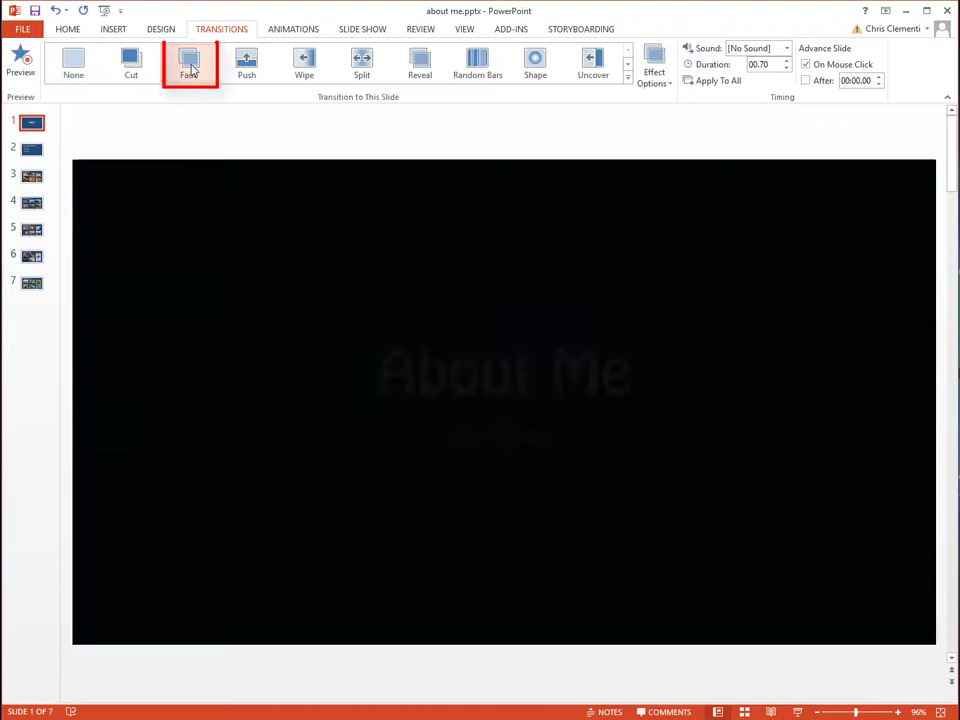 about me.pptx - PowerPoint
?
FILE HOME INSERT DESIGN TRANSITIONS ANIMATIONS SLIDE SHOW REVIEW VIEW ADD-INS STORYBOARDING Chris Clementi
Preview None Cut Fade Push Wipe Split Reveal Random Bars Shape Uncover Effect Options
Sound: [No Sound] Advance Slide
Duration: 00.70 On Mouse Click
Apply To All After: 00:00.00
Preview Transition to This Slide Timing
1
2
3
4
5
6
7
About Me
SLIDE 1 OF 7 NOTES COMMENTS 96%